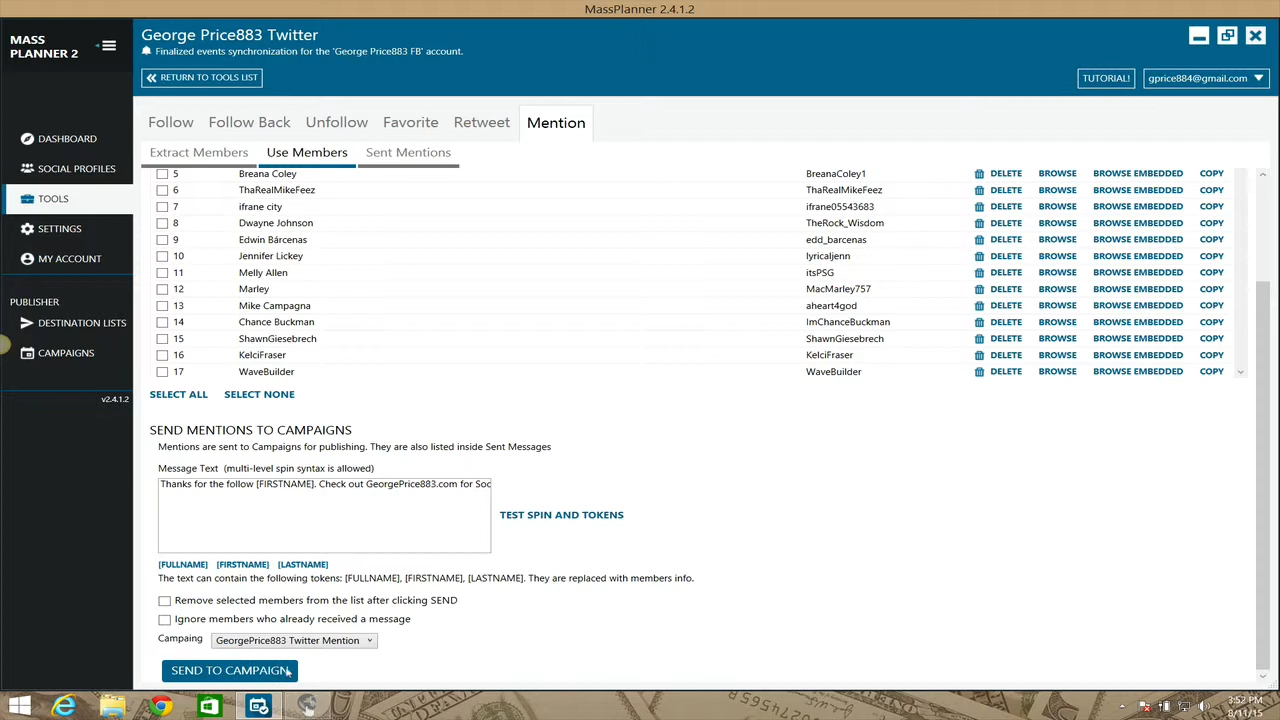 MassPlanner 2.4.1.2
MASS
PLANNER 2
George Price883 Twitter
Finalized events synchronization for the 'George Price883 FB' account.
RETURN TO TOOLS LIST
TUTORIAL!
gprice884@gmail.com
DASHBOARD
SOCIAL PROFILES
TOOLS
SETTINGS
MY ACCOUNT
PUBLISHER
DESTINATION LISTS
CAMPAIGNS
v2.4.1.2
Follow Follow Back Unfollow Favorite Retweet Mention
Extract Members Use Members Sent Mentions
5 Breana Coley BreanaColey1 DELETE BROWSE BROWSE EMBEDDED COPY
6 ThaRealMikeFeez ThaRealMikeFeez DELETE BROWSE BROWSE EMBEDDED COPY
7 ifrane city ifrane05543683 DELETE BROWSE BROWSE EMBEDDED COPY
8 Dwayne Johnson TheRock_Wisdom DELETE BROWSE BROWSE EMBEDDED COPY
9 Edwin Bárcenas edd_barcenas DELETE BROWSE BROWSE EMBEDDED COPY
10 Jennifer Lickey lyricaljenn DELETE BROWSE BROWSE EMBEDDED COPY
11 Melly Allen itsPSG DELETE BROWSE BROWSE EMBEDDED COPY
12 Marley MacMarley757 DELETE BROWSE BROWSE EMBEDDED COPY
13 Mike Campagna aheart4god DELETE BROWSE BROWSE EMBEDDED COPY
14 Chance Buckman ImChanceBuckman DELETE BROWSE BROWSE EMBEDDED COPY
15 ShawnGiesebrech ShawnGiesebrech DELETE BROWSE BROWSE EMBEDDED COPY
16 KelciFraser KelciFraser DELETE BROWSE BROWSE EMBEDDED COPY
17 WaveBuilder WaveBuilder DELETE BROWSE BROWSE EMBEDDED COPY
SELECT ALL SELECT NONE
SEND MENTIONS TO CAMPAIGNS
Mentions are sent to Campaigns for publishing. They are also listed inside Sent Messages
Message Text (multi-level spin syntax is allowed)
Thanks for the follow [FIRSTNAME]. Check out GeorgePrice883.com for Soc
TEST SPIN AND TOKENS
[FULLNAME] [FIRSTNAME] [LASTNAME]
The text can contain the following tokens: [FULLNAME], [FIRSTNAME], [LASTNAME]. They are replaced with members info.
Remove selected members from the list after clicking SEND
Ignore members who already received a message
Campaing GeorgePrice883 Twitter Mention
SEND TO CAMPAIGN
3:52 PM
8/11/15